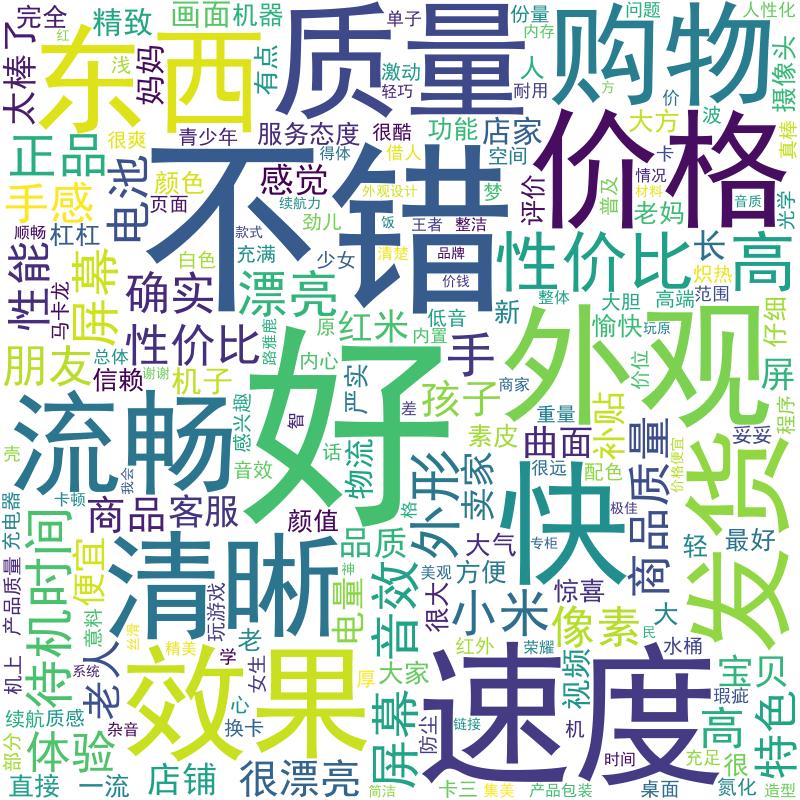 完全
精致
画面
机器
单子
份量
问题
人性化
太棒了
红
浅
东西
妈妈
有点
质量
激动
轻巧
人
耐用
内存
购物
摄像头
真棒
很爽
青少年
服务态度
很酷
功能
店家
大方
方
价
波
正品
电池
手感
颜色
页面
得体
感觉
续航力
不错
借人
外观设计
饭
空间
梦
王者
整洁
价格
评价
普及
情况
材料
卡
老妈
音质
光学
顺畅
杠杠
白色
充满
款式
劲儿
少女
清楚
品牌
价钱
性价比
长
高
炽热
范围
性能
马卡龙
屏幕
确实
漂亮
原
红米
低音
内置
新
整体
大胆
高端
愉快
玩原
仔细
朋友
总体
信赖
谢谢
性价比
机子
路雅鹿
内心
手
外观
价位
屏
程序
流畅
感兴趣
音效
智
好
严实
差
孩子
商家
素皮
重量
曲面
补贴
妥妥
壳
卡顿
我会
商品
客服
颜值
话
物流
格
外形
卖家
很远
配色
快
极佳
商品质量
价格便宜
发货
充电器
产品质量
待机时间
便宜
清晰
品质
大气
专柜
轻
最好
意料
丝滑
精美
玩游戏
电量
神
音效
美观
方便
很大
小米
惊喜
像素
大
民
水桶
机上
系统
老人
学
老
女生
厚
大家
红外
荣耀
视频
宝贝
瑕疵
特色
续航
质感
杂音
效果
心
换卡
屏幕
防尘
链接
速度
机
时间
高
充足
很
部分
体验
直接
一流
店铺
很漂亮
简洁
卡三
集美
产品包装
桌面
氮化
造型